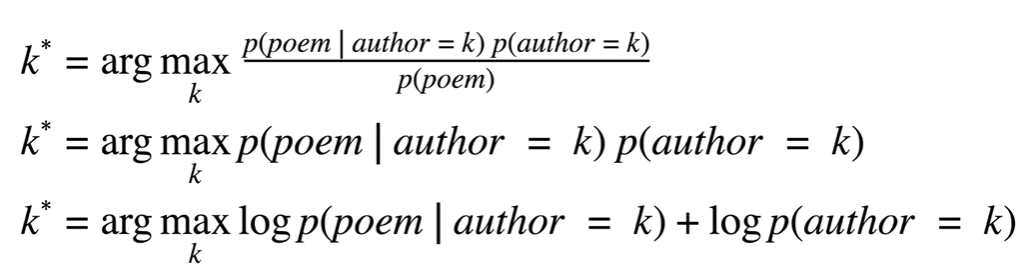 k* = arg max_k p(poem | author = k) p(author = k) / p(poem)
k* = arg max_k p(poem | author = k) p(author = k)
k* = arg max_k log p(poem | author = k) + log p(author = k)